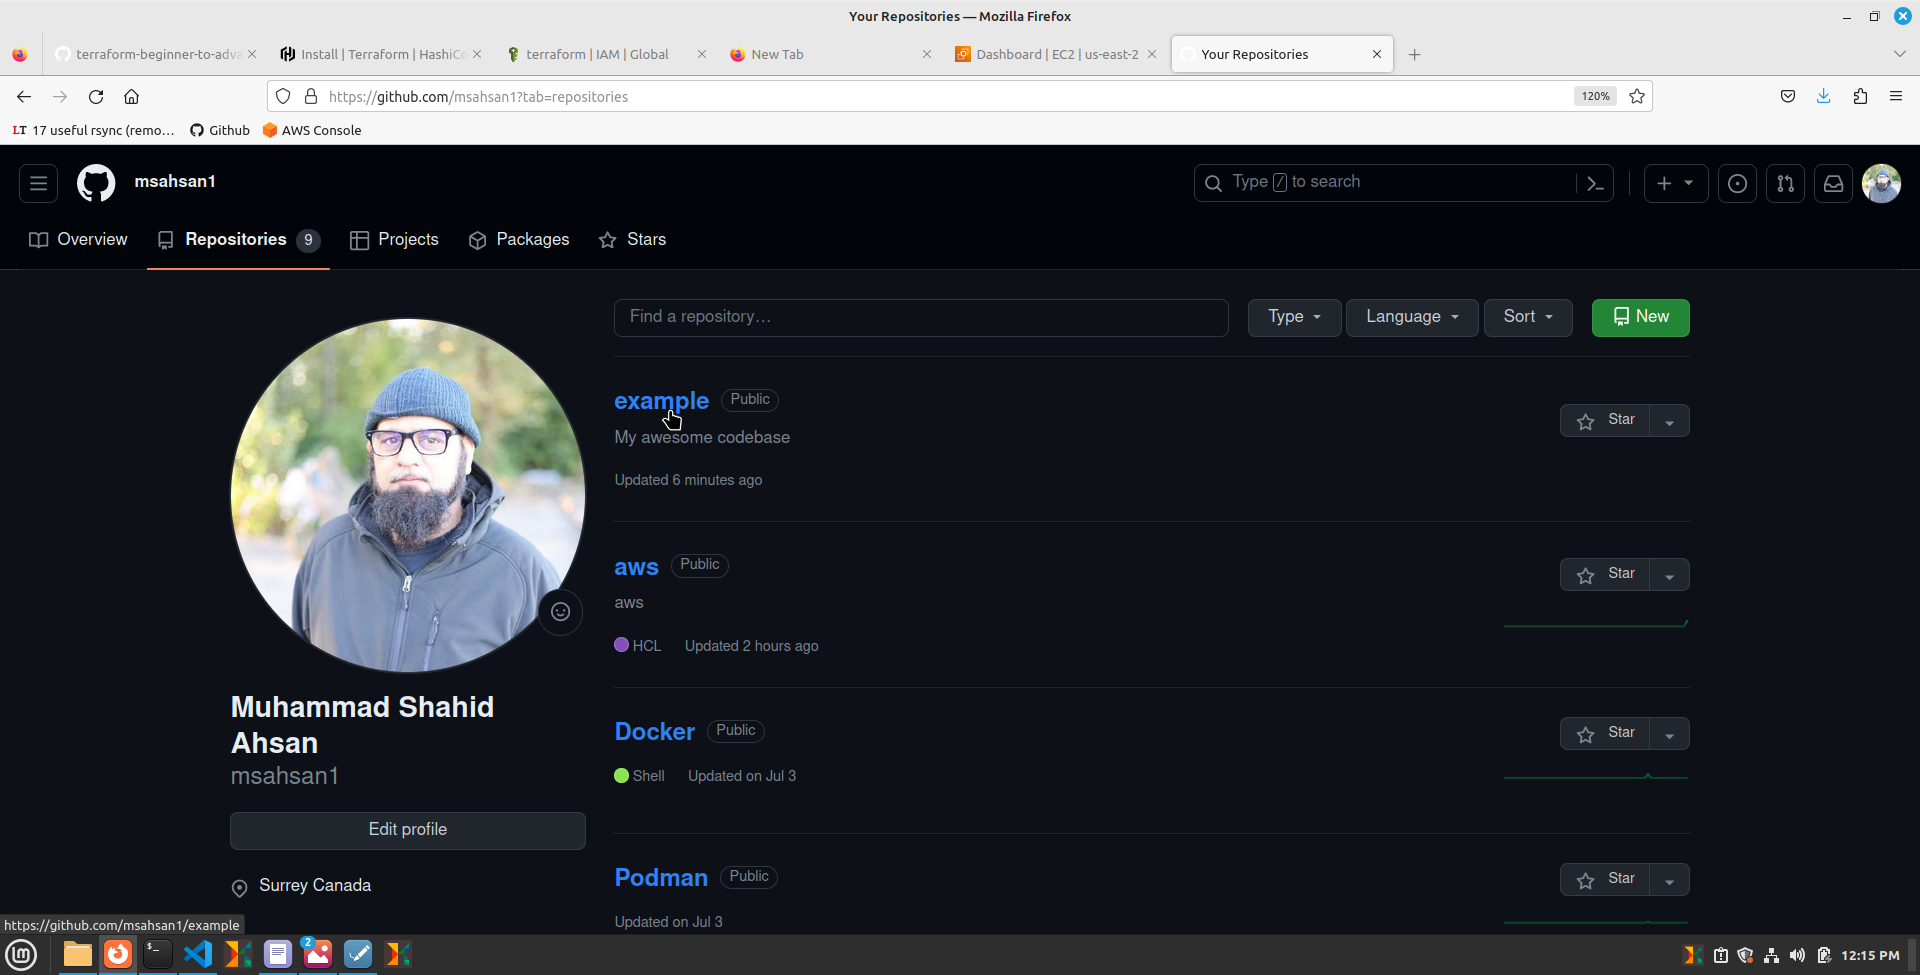 Your Repositories — Mozilla Firefox
terraform-beginner-to-adva
Install | Terraform | HashiCo
terraform | IAM | Global
New Tab
Dashboard | EC2 | us-east-2
Your Repositories
https://github.com/msahsan1?tab=repositories
120%
LT 17 useful rsync (remo…
Github
AWS Console
msahsan1
Type / to search
Overview
Repositories 9
Projects
Packages
Stars
Find a repository…
Type
Language
Sort
New
example Public
Star
My awesome codebase
Updated 6 minutes ago
aws Public
Star
aws
HCL Updated 2 hours ago
Docker Public
Star
Shell Updated on Jul 3
Podman Public
Star
Updated on Jul 3
Muhammad Shahid
Ahsan
msahsan1
Edit profile
Surrey Canada
https://github.com/msahsan1/example
2
12:15 PM